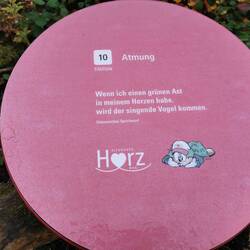 10 Atmung
Station
Wenn ich einen grünen Ast
in meinem Herzen habe,
wird der singende Vogel kommen.
Chinesisches Sprichwort
Harz